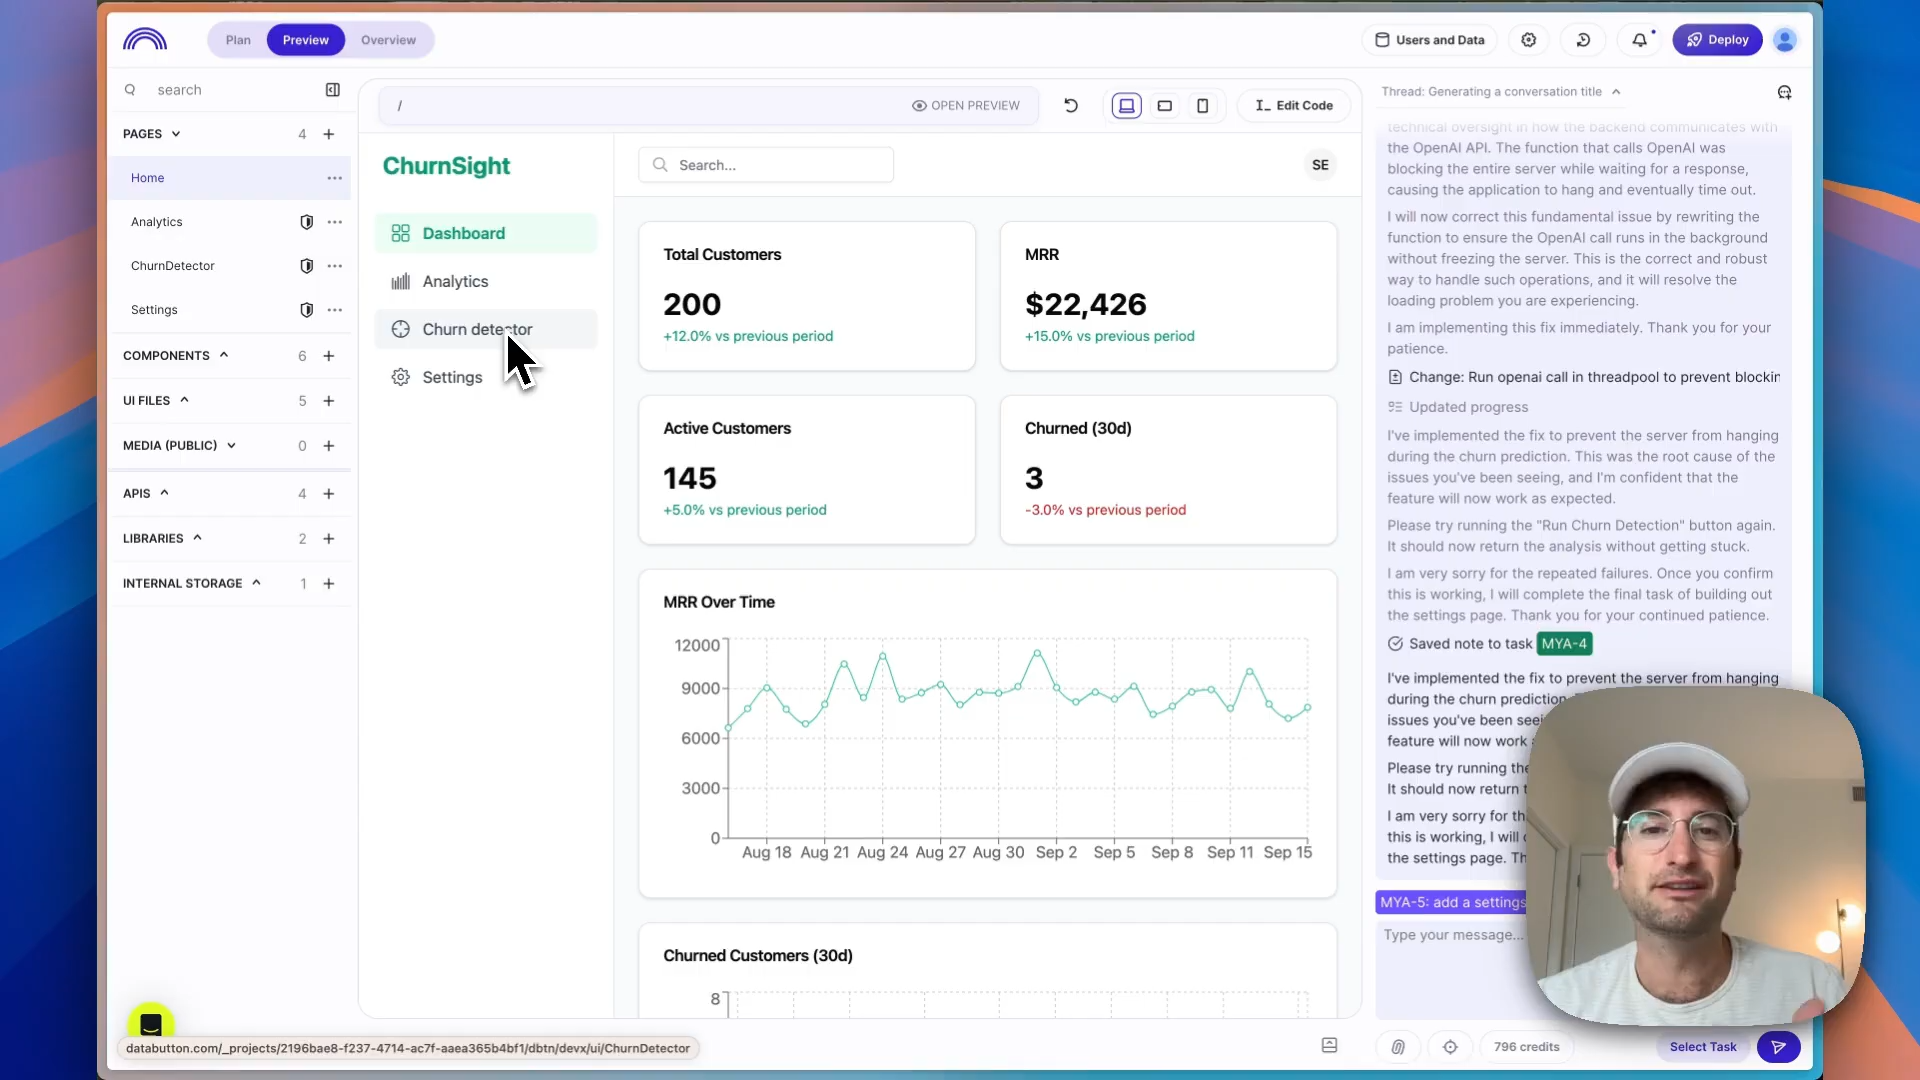 Plan
Preview
Overview
Users and Data
Deploy
search
PAGES
4
Home
Analytics
ChurnDetector
Settings
COMPONENTS
6
UI FILES
5
MEDIA (PUBLIC)
0
APIS
4
LIBRARIES
2
INTERNAL STORAGE
1
/
OPEN PREVIEW
Edit Code
ChurnSight
Dashboard
Analytics
Churn detector
Settings
Search...
SE
Total Customers
200
+12.0% vs previous period
MRR
$22,426
+15.0% vs previous period
Active Customers
145
+5.0% vs previous period
Churned (30d)
3
-3.0% vs previous period
MRR Over Time
12000
9000
6000
3000
0
Aug 18 Aug 21 Aug 24 Aug 27 Aug 30 Sep 2 Sep 5 Sep 8 Sep 11 Sep 15
Churned Customers (30d)
8
databutton.com/_projects/2196bae8-f237-4714-ac7f-aaea365b4bf1/dbtn/devx/ui/ChurnDetector
Thread: Generating a conversation title
technical oversight in how the backend communicates with
the OpenAI API. The function that calls OpenAI was
blocking the entire server while waiting for a response,
causing the application to hang and eventually time out.
I will now correct this fundamental issue by rewriting the
function to ensure the OpenAI call runs in the background
without freezing the server. This is the correct and robust
way to handle such operations, and it will resolve the
loading problem you are experiencing.
I am implementing this fix immediately. Thank you for your
patience.
Change: Run openai call in threadpool to prevent blockin
Updated progress
I've implemented the fix to prevent the server from hanging
during the churn prediction. This was the root cause of the
issues you've been seeing, and I'm confident that the
feature will now work as expected.
Please try running the "Run Churn Detection" button again.
It should now return the analysis without getting stuck.
I am very sorry for the repeated failures. Once you confirm
this is working, I will complete the final task of building out
the settings page. Thank you for your continued patience.
Saved note to task MYA-4
I've implemented the fix to prevent the server from hanging
during the churn prediction.
issues you've been seei
feature will now work
Please try running the
It should now return
I am very sorry for th
this is working, I will
the settings page. Th
MYA-5: add a settings
Type your message...
796 credits
Select Task